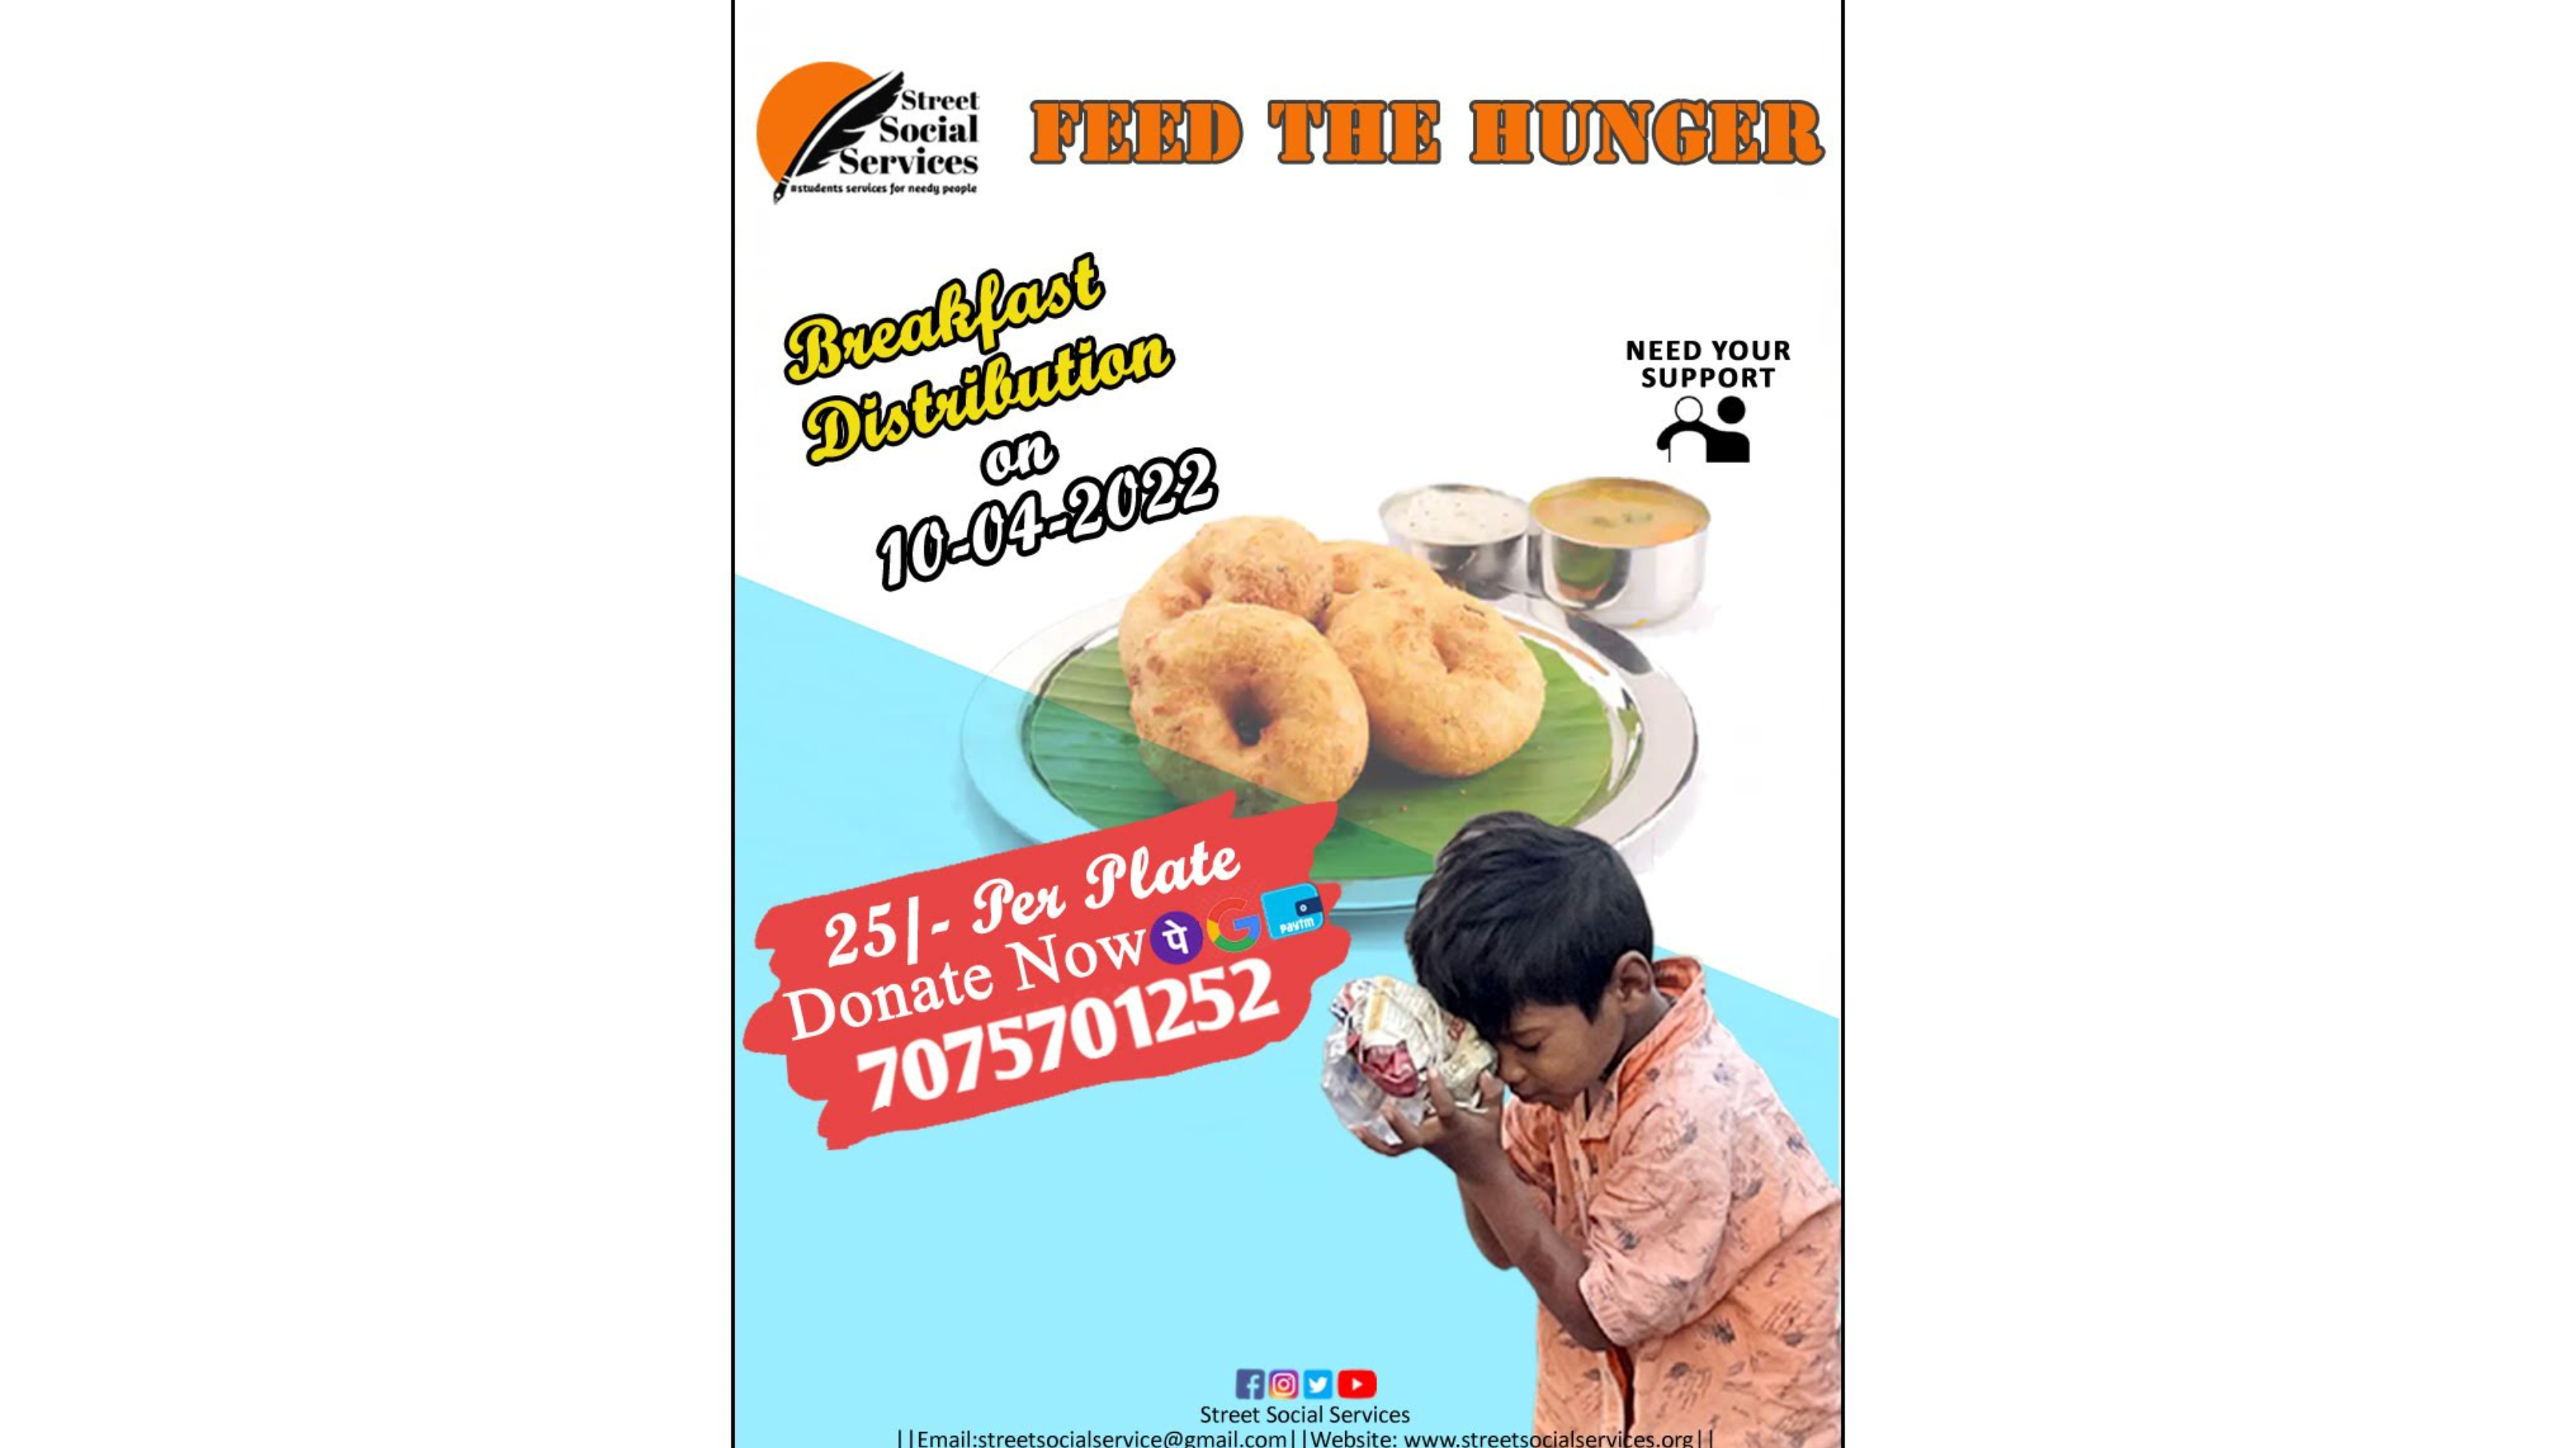 Street
Social
Services
#students services for needy people
FEED THE HUNGER
Breakfast
Distribution
on
10-04-2022
NEED YOUR
SUPPORT
25/- Per Plate
Donate Now पे G paytm
7075701252
Street Social Services
||Email:streetsocialservice@gmail.com||Website: www.streetsocialservices.org||